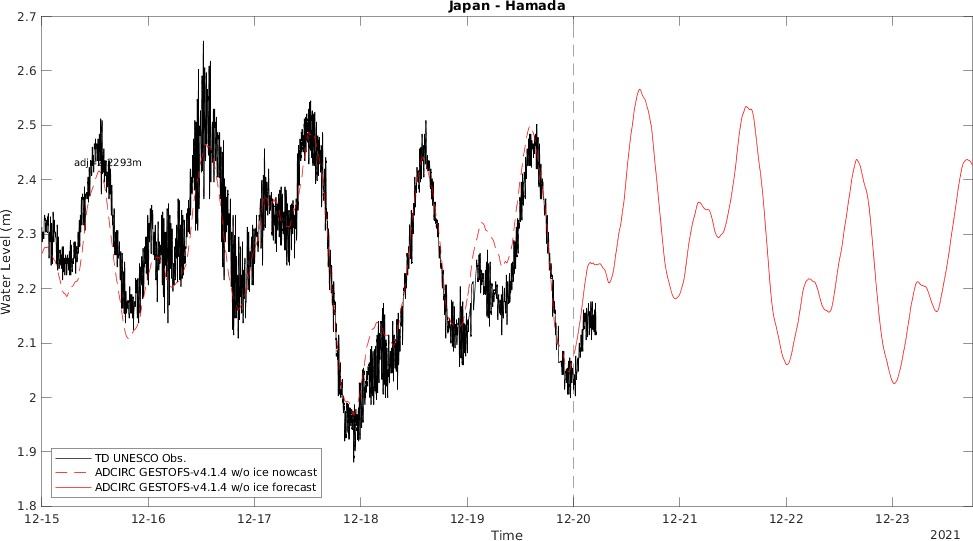 Japan - Hamada
2.7
2.6
2.5
2.4
2.3
2.2
2.1
2
1.9
1.8
Water Level (m)
2293m
TD UNESCO Obs.
ADCIRC GESTOFS-v4.1.4 w/o ice nowcast
ADCIRC GESTOFS-v4.1.4 w/o ice forecast
12-15
12-16
12-17
12-18
12-19
12-20
12-21
12-22
12-23
Time
2021